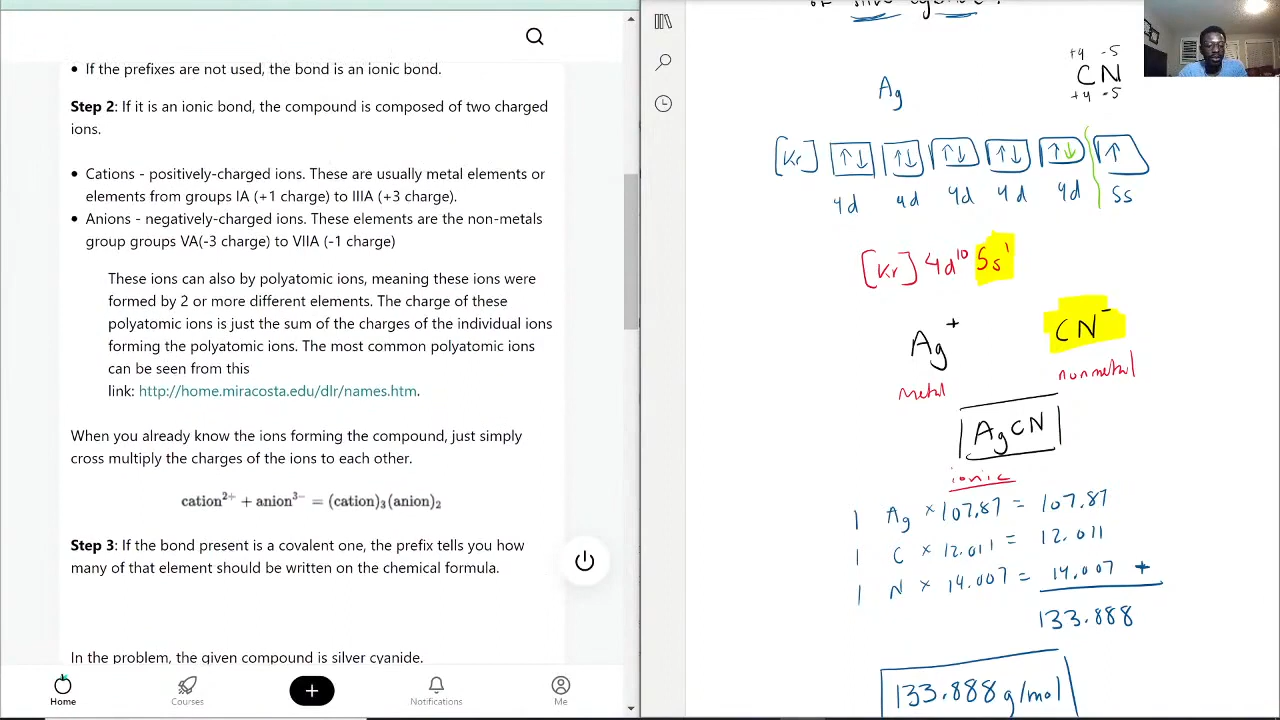 If the prefixes are not used, the bond is an ionic bond.
Step 2: If it is an ionic bond, the compound is composed of two charged
ions.
Cations - positively-charged ions. These are usually metal elements or
elements from groups IA (+1 charge) to IIIA (+3 charge).
Anions - negatively-charged ions. These elements are the non-metals
group groups VA(-3 charge) to VIIA (-1 charge)
These ions can also by polyatomic ions, meaning these ions were
formed by 2 or more different elements. The charge of these
polyatomic ions is just the sum of the charges of the individual ions
forming the polyatomic ions. The most common polyatomic ions
can be seen from this
link: http://home.miracosta.edu/dlr/names.htm.
When you already know the ions forming the compound, just simply
cross multiply the charges of the ions to each other.
cation²⁺ + anion³⁻ = (cation)₃(anion)₂
Step 3: If the bond present is a covalent one, the prefix tells you how
many of that element should be written on the chemical formula.
In the problem, the given compound is silver cyanide.
Home
Courses
Notifications
Me
of silver cyanide?
+4 -5
CN
+4 -5
Ag
[Kr] ↑↓ ↑↓ ↑↓ ↑↓ ↑↓ ↑
4d 4d 4d 4d 4d 5s
[Kr] 4d¹⁰ 5s¹
Ag⁺ CN⁻
metal nonmetal
AgCN
ionic
1 Ag × 107.87 = 107.87
1 C × 12.011 = 12.011
1 N × 14.007 = 14.007 +
133.888
133.888 g/mol